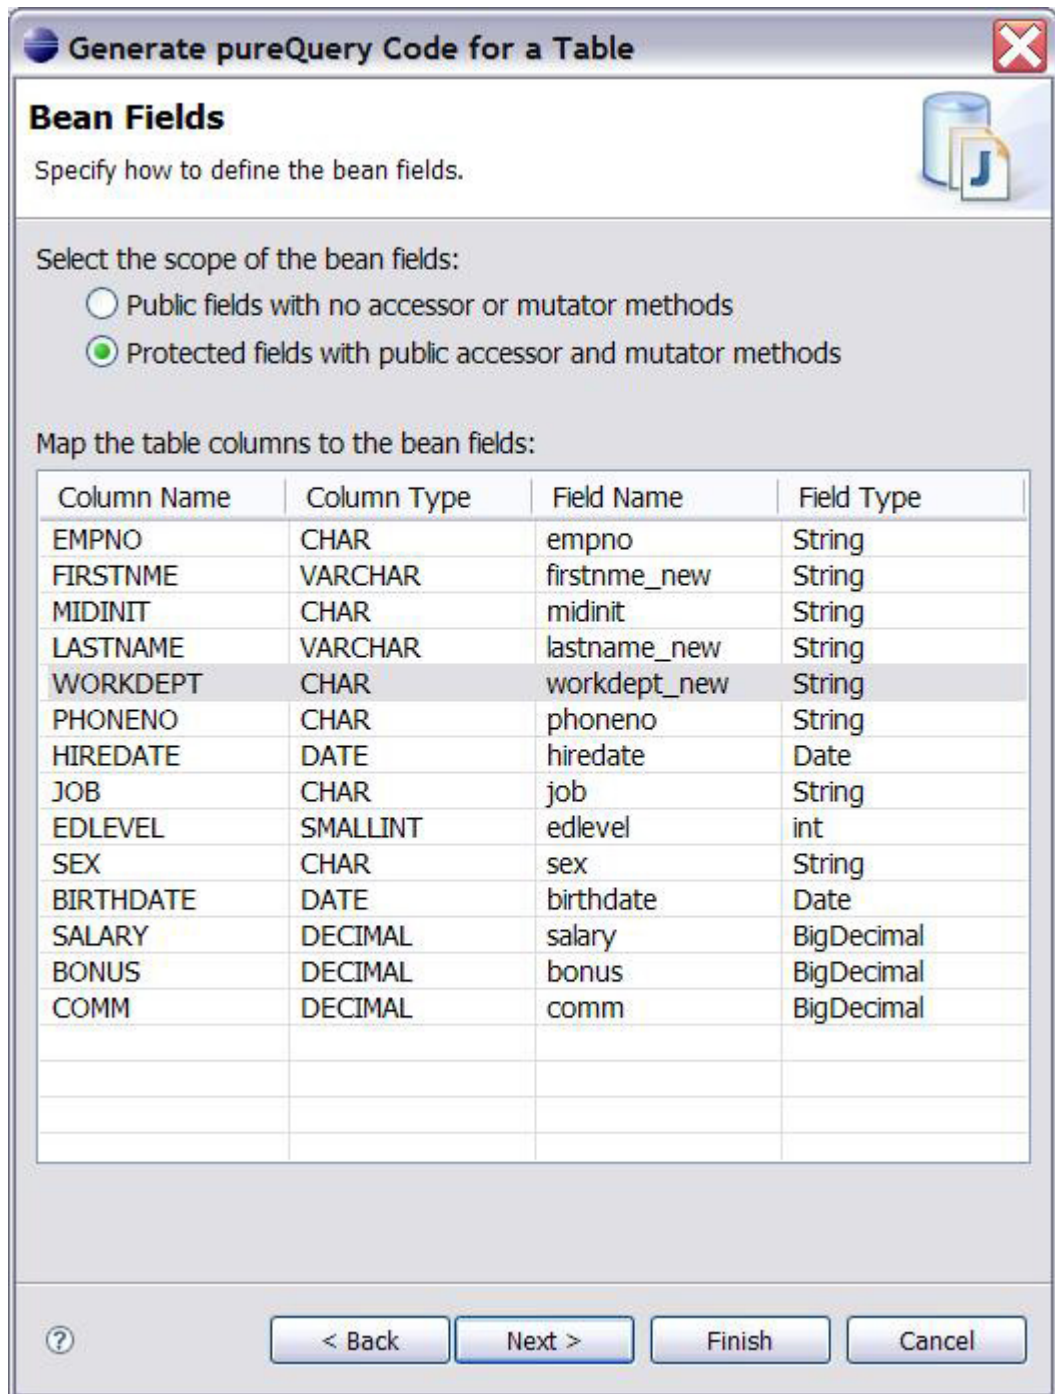 Generate pureQuery Code for a Table
Bean Fields
Specify how to define the bean fields.
J
Select the scope of the bean fields:
Public fields with no accessor or mutator methods
Protected fields with public accessor and mutator methods
Map the table columns to the bean fields:
Column Name Column Type Field Name Field Type
EMPNO CHAR empno String
FIRSTNME VARCHAR firstnme_new String
MIDINIT CHAR midinit String
LASTNAME VARCHAR lastname_new String
WORKDEPT CHAR workdept_new String
PHONENO CHAR phoneno String
HIREDATE DATE hiredate Date
JOB CHAR job String
EDLEVEL SMALLINT edlevel int
SEX CHAR sex String
BIRTHDATE DATE birthdate Date
SALARY DECIMAL salary BigDecimal
BONUS DECIMAL bonus BigDecimal
COMM DECIMAL comm BigDecimal
? < Back Next > Finish Cancel